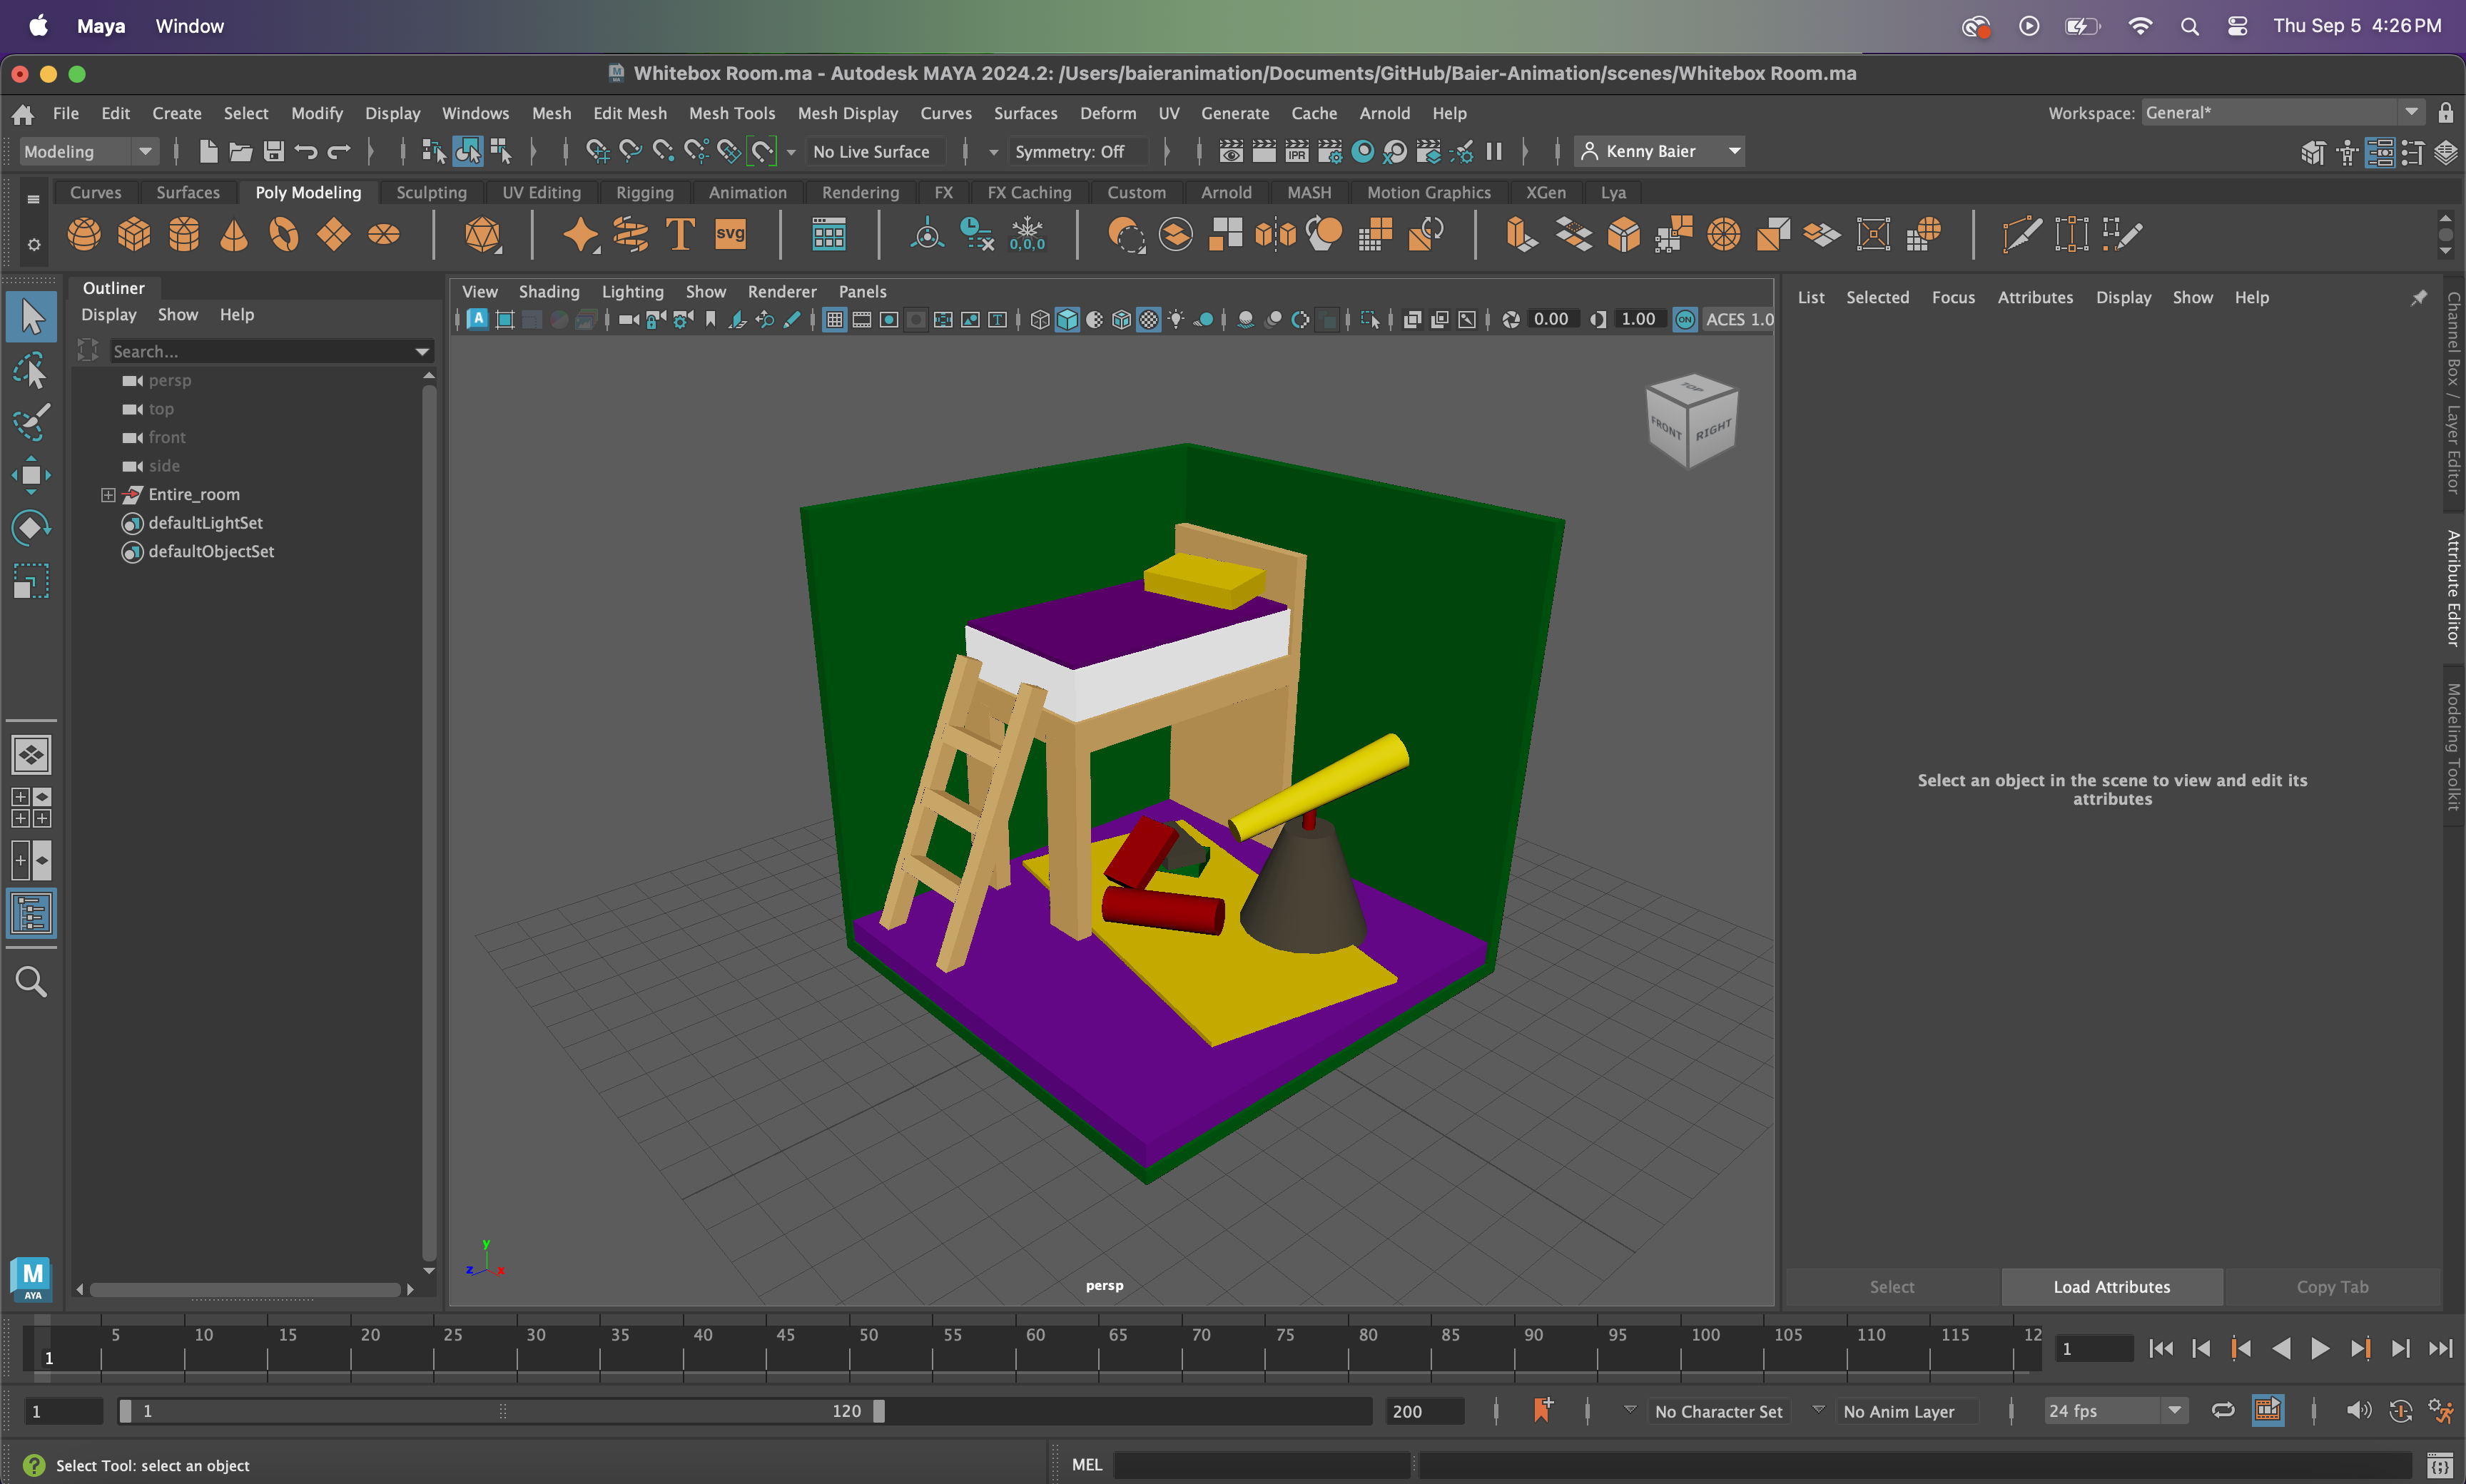 Maya Window Thu Sep 5 4:26 PM
Whitebox Room.ma - Autodesk MAYA 2024.2: /Users/baieranimation/Documents/GitHub/Baier-Animation/scenes/Whitebox Room.ma
File Edit Create Select Modify Display Windows Mesh Edit Mesh Mesh Tools Mesh Display Curves Surfaces Deform UV Generate Cache Arnold Help Workspace: General*
Modeling No Live Surface Symmetry: Off IPR Kenny Baier
Curves Surfaces Poly Modeling Sculpting UV Editing Rigging Animation Rendering FX FX Caching Custom Arnold MASH Motion Graphics XGen Lya
T svg 0,0,0
Outliner
Display Show Help
Search...
persp
top
front
side
Entire_room
defaultLightSet
defaultObjectSet
View Shading Lighting Show Renderer Panels
A T 0.00 1.00 ON ACES 1.0
TOP
FRONT RIGHT
y
z x
persp
List Selected Focus Attributes Display Show Help
Select an object in the scene to view and edit its
attributes
Select Load Attributes Copy Tab
Channel Box / Layer Editor
Attribute Editor
Modeling Toolkit
M
AYA
5 10 15 20 25 30 35 40 45 50 55 60 65 70 75 80 85 90 95 100 105 110 115 12
1 1
1 1 120 200 No Character Set No Anim Layer 24 fps
Select Tool: select an object MEL